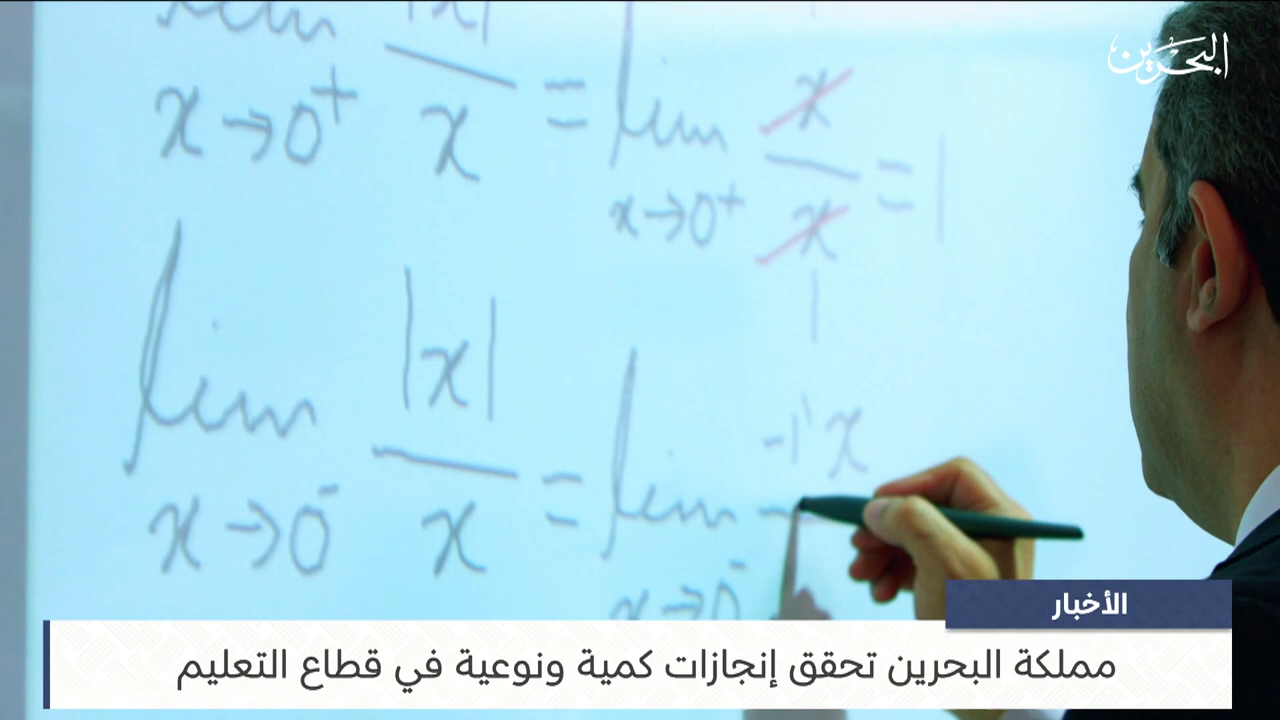 البحرين
lim |x|/x = lim x/x = 1
x→0⁺ x→0⁺
1
lim |x|/x = lim -1x
x→0⁻ x→0⁻
الأخبار
مملكة البحرين تحقق إنجازات كمية ونوعية في قطاع التعليم